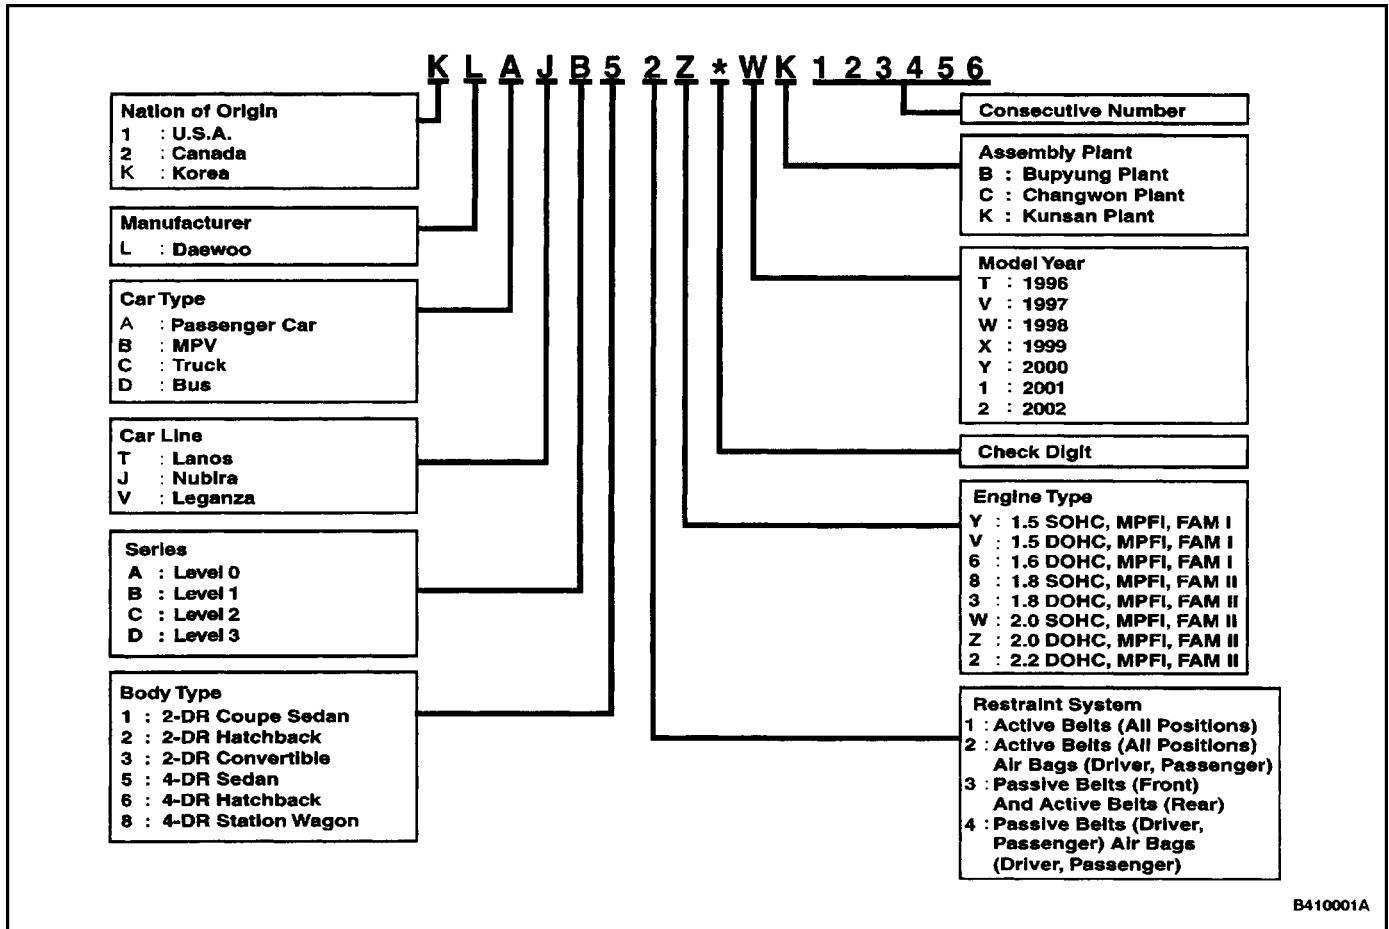 K L A J B 5 2 Z * W K 1 2 3 4 5 6
Nation of Origin
1 : U.S.A.
2 : Canada
K : Korea
Manufacturer
L : Daewoo
Car Type
A : Passenger Car
B : MPV
C : Truck
D : Bus
Car Line
T : Lanos
J : Nubira
V : Leganza
Series
A : Level 0
B : Level 1
C : Level 2
D : Level 3
Body Type
1 : 2-DR Coupe Sedan
2 : 2-DR Hatchback
3 : 2-DR Convertible
5 : 4-DR Sedan
6 : 4-DR Hatchback
8 : 4-DR Station Wagon
Consecutive Number
Assembly Plant
B : Bupyung Plant
C : Changwon Plant
K : Kunsan Plant
Model Year
T : 1996
V : 1997
W : 1998
X : 1999
Y : 2000
1 : 2001
2 : 2002
Check Digit
Engine Type
Y : 1.5 SOHC, MPFI, FAM I
V : 1.5 DOHC, MPFI, FAM I
6 : 1.6 DOHC, MPFI, FAM I
8 : 1.8 SOHC, MPFI, FAM II
3 : 1.8 DOHC, MPFI, FAM II
W : 2.0 SOHC, MPFI, FAM II
Z : 2.0 DOHC, MPFI, FAM II
2 : 2.2 DOHC, MPFI, FAM II
Restraint System
1 : Active Belts (All Positions)
2 : Active Belts (All Positions)
Air Bags (Driver, Passenger)
3 : Passive Belts (Front)
And Active Belts (Rear)
4 : Passive Belts (Driver,
Passenger) Air Bags
(Driver, Passenger)
B410001A